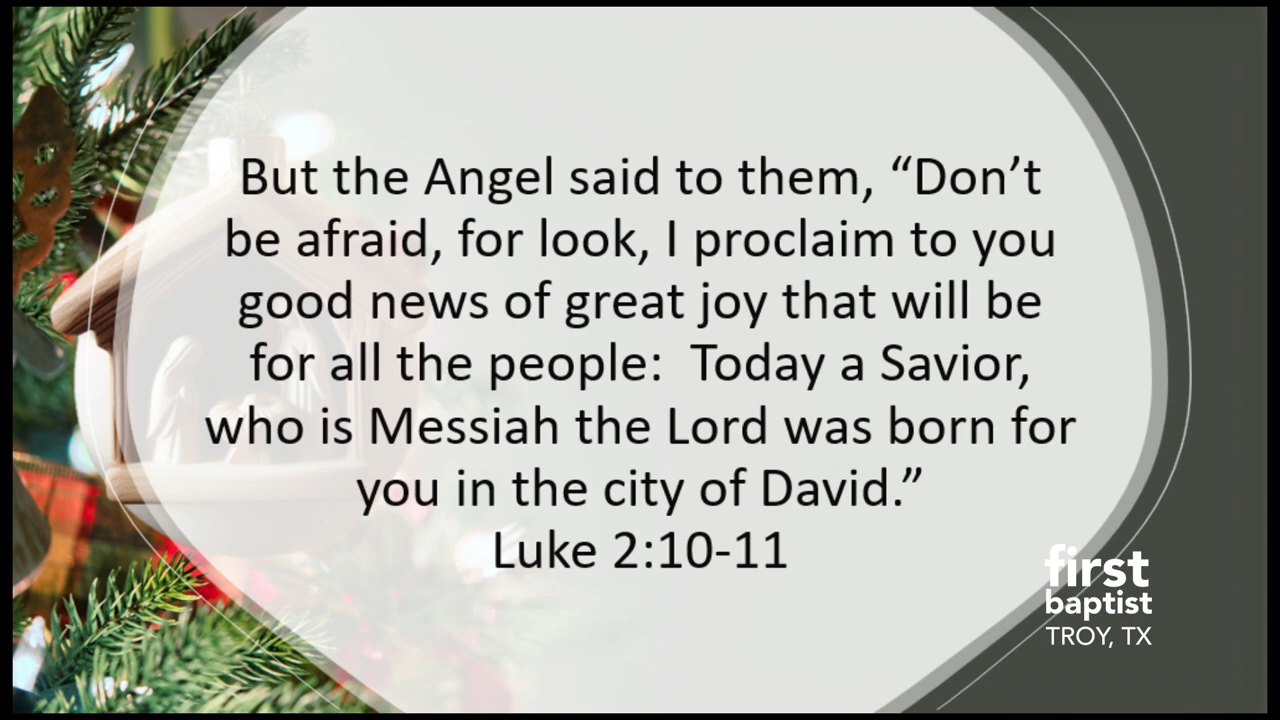 But the Angel said to them, “Don’t
be afraid, for look, I proclaim to you
good news of great joy that will be
for all the people:  Today a Savior,
who is Messiah the Lord was born for
you in the city of David.”
Luke 2:10-11
first
baptist
TROY, TX